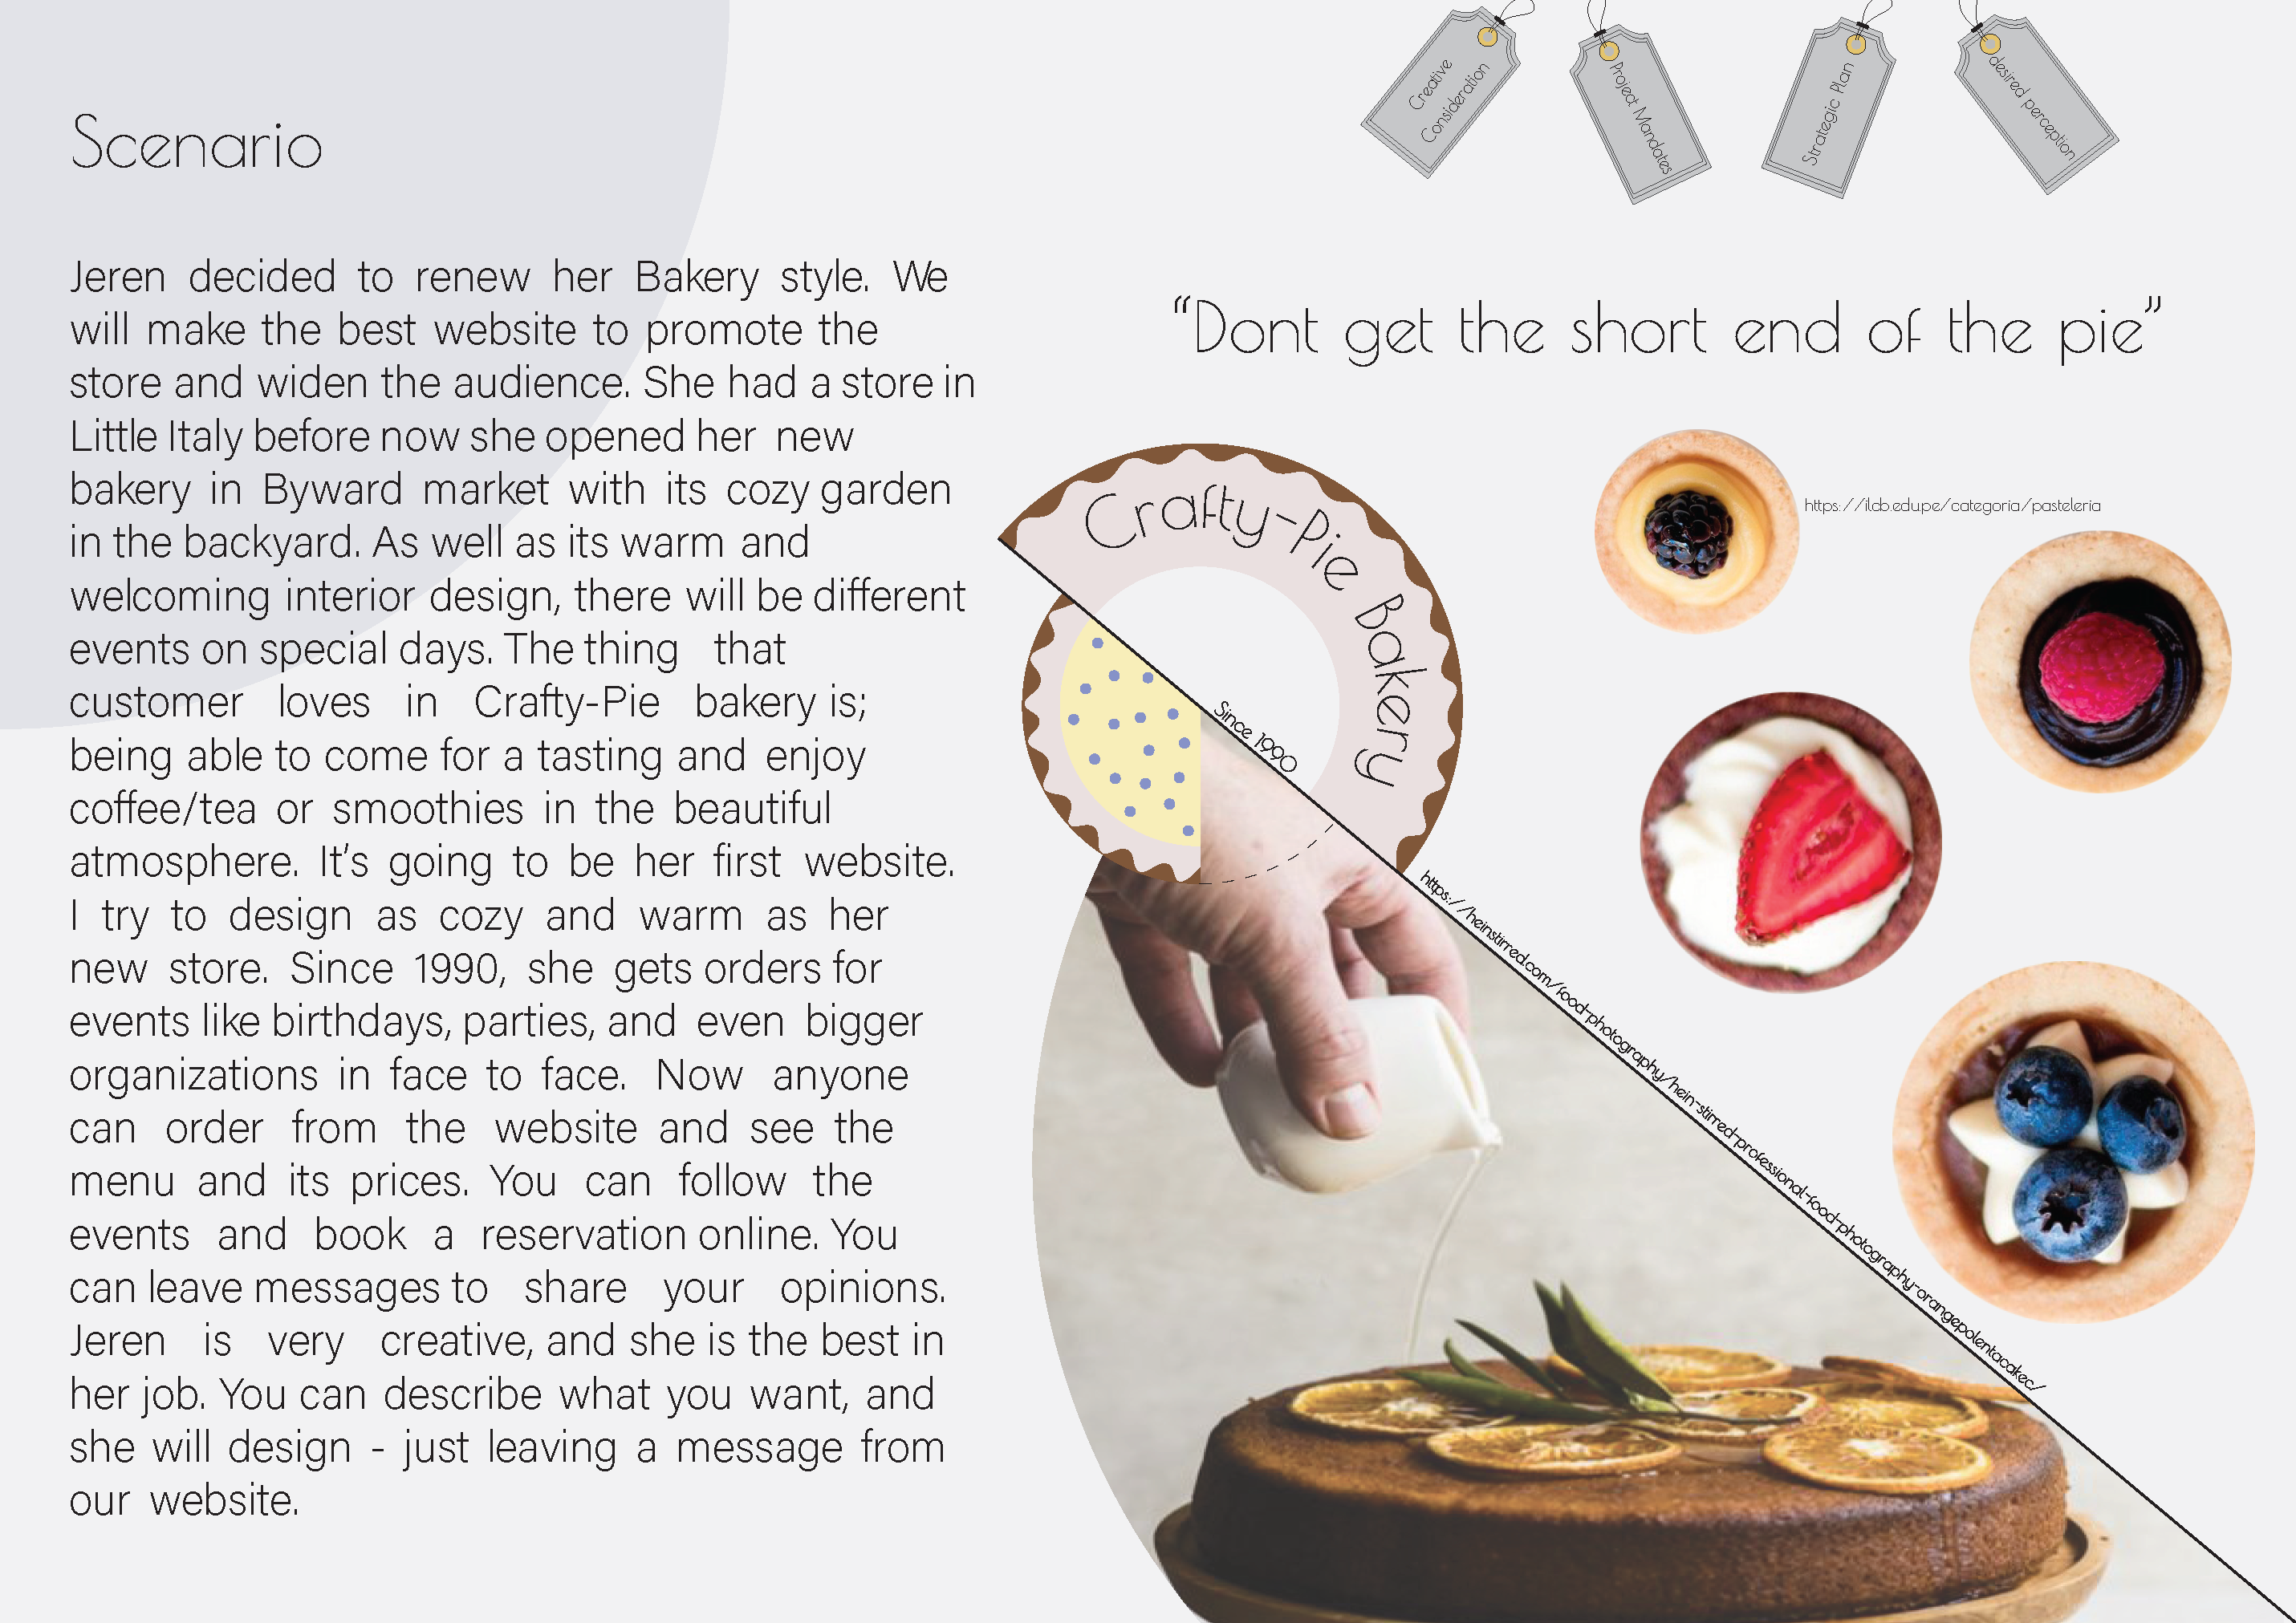 Creative
Consideration
Project Mandates
Strategic Plan
desired perception
Scenario
Jeren decided to renew her Bakery style. We
will make the best website to promote the
store and widen the audience. She had a store in
Little Italy before now she opened her new
bakery in Byward market with its cozy garden
in the backyard. As well as its warm and
welcoming interior design, there will be different
events on special days. The thing that
customer loves in Crafty-Pie bakery is;
being able to come for a tasting and enjoy
coffee/tea or smoothies in the beautiful
atmosphere. It's going to be her first website.
I try to design as cozy and warm as her
new store. Since 1990, she gets orders for
events like birthdays, parties, and even bigger
organizations in face to face. Now anyone
can order from the website and see the
menu and its prices. You can follow the
events and book a reservation online. You
can leave messages to share your opinions.
Jeren is very creative, and she is the best in
her job. You can describe what you want, and
she will design - just leaving a message from
our website.
“Dont get the short end of the pie”
Crafty-Pie Bakery
Since 1990
https://ilcb.edu.pe/categoria/pasteleria
https://heinstirred.com/food-photography/hein-stirred-professional-food-photography-orangepolentacakec/